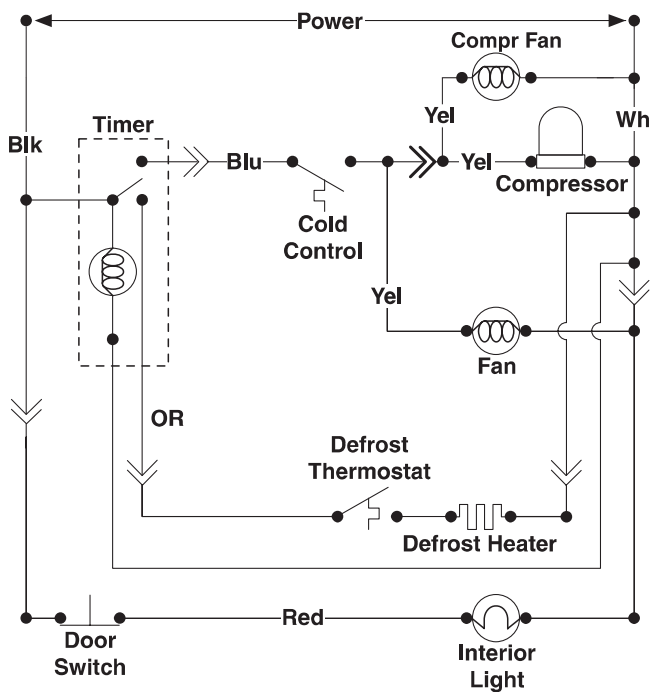 Power
Compr Fan
Timer
Yel
Wh
Blk
Blu
Yel
Compressor
Cold
Control
Yel
Fan
OR
Defrost
Thermostat
Defrost Heater
Red
Door
Switch
Interior
Light